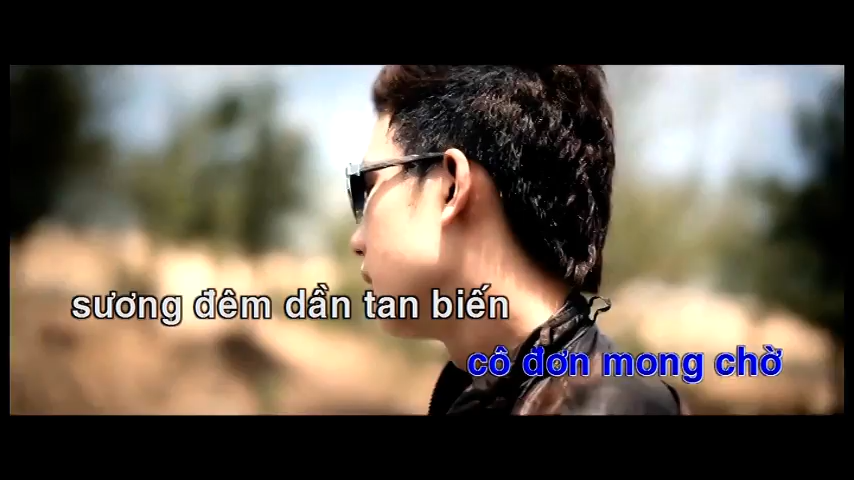 sương đêm dần tan biến
cô đơn mong chờ